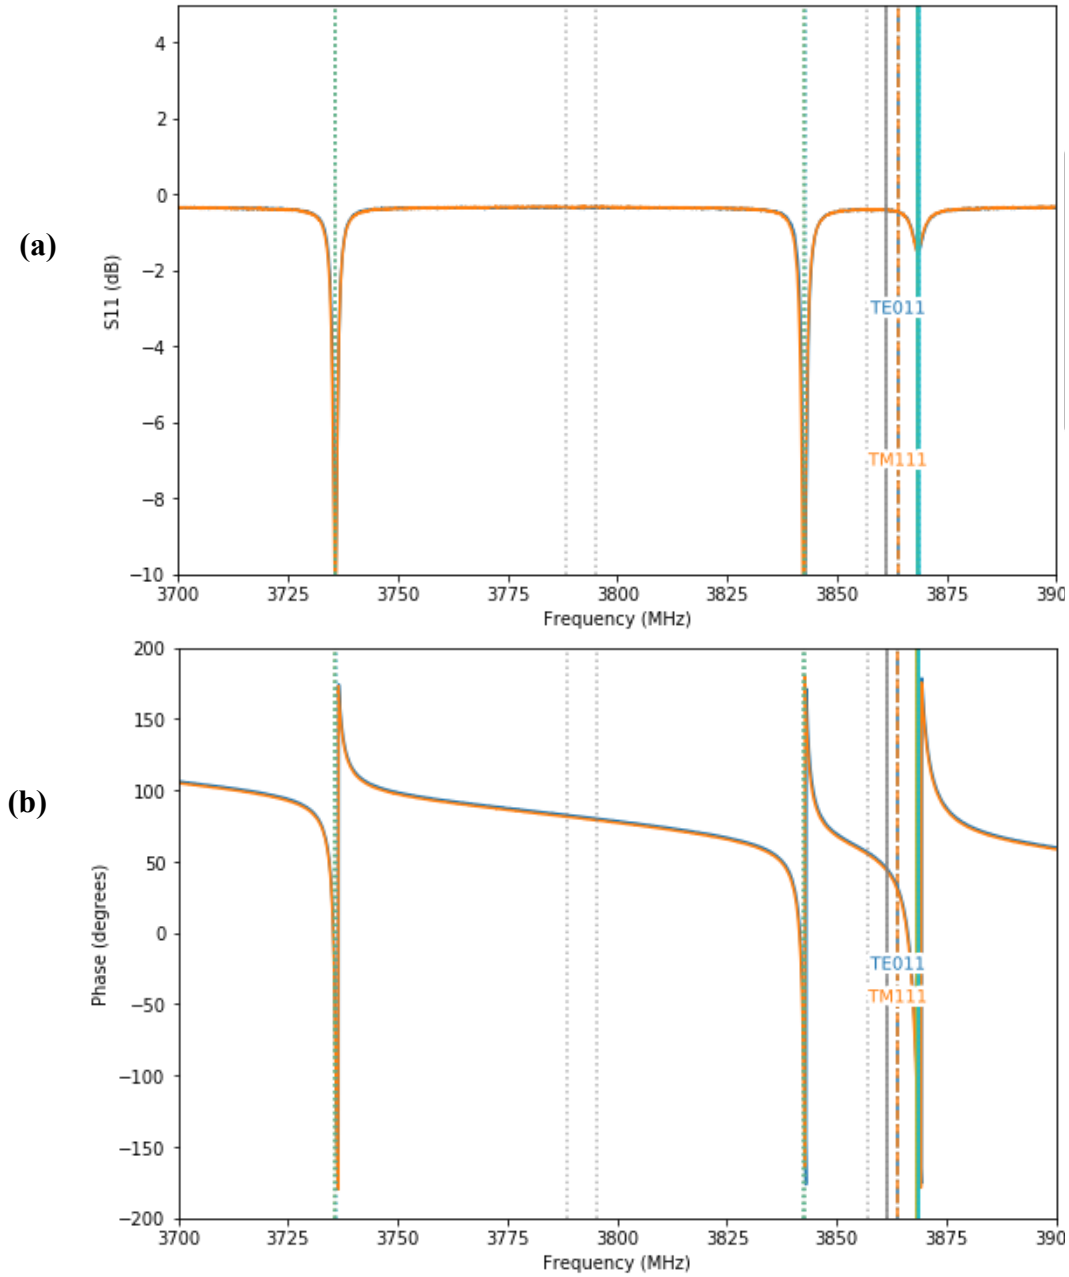 (a)
4
2
0
−2
−4
−6
−8
−10
S11 (dB)
TE011
TM111
3700 3725 3750 3775 3800 3825 3850 3875 390
Frequency (MHz)
(b)
200
150
100
50
0
−50
−100
−150
−200
Phase (degrees)
TE011
TM111
3700 3725 3750 3775 3800 3825 3850 3875 390
Frequency (MHz)